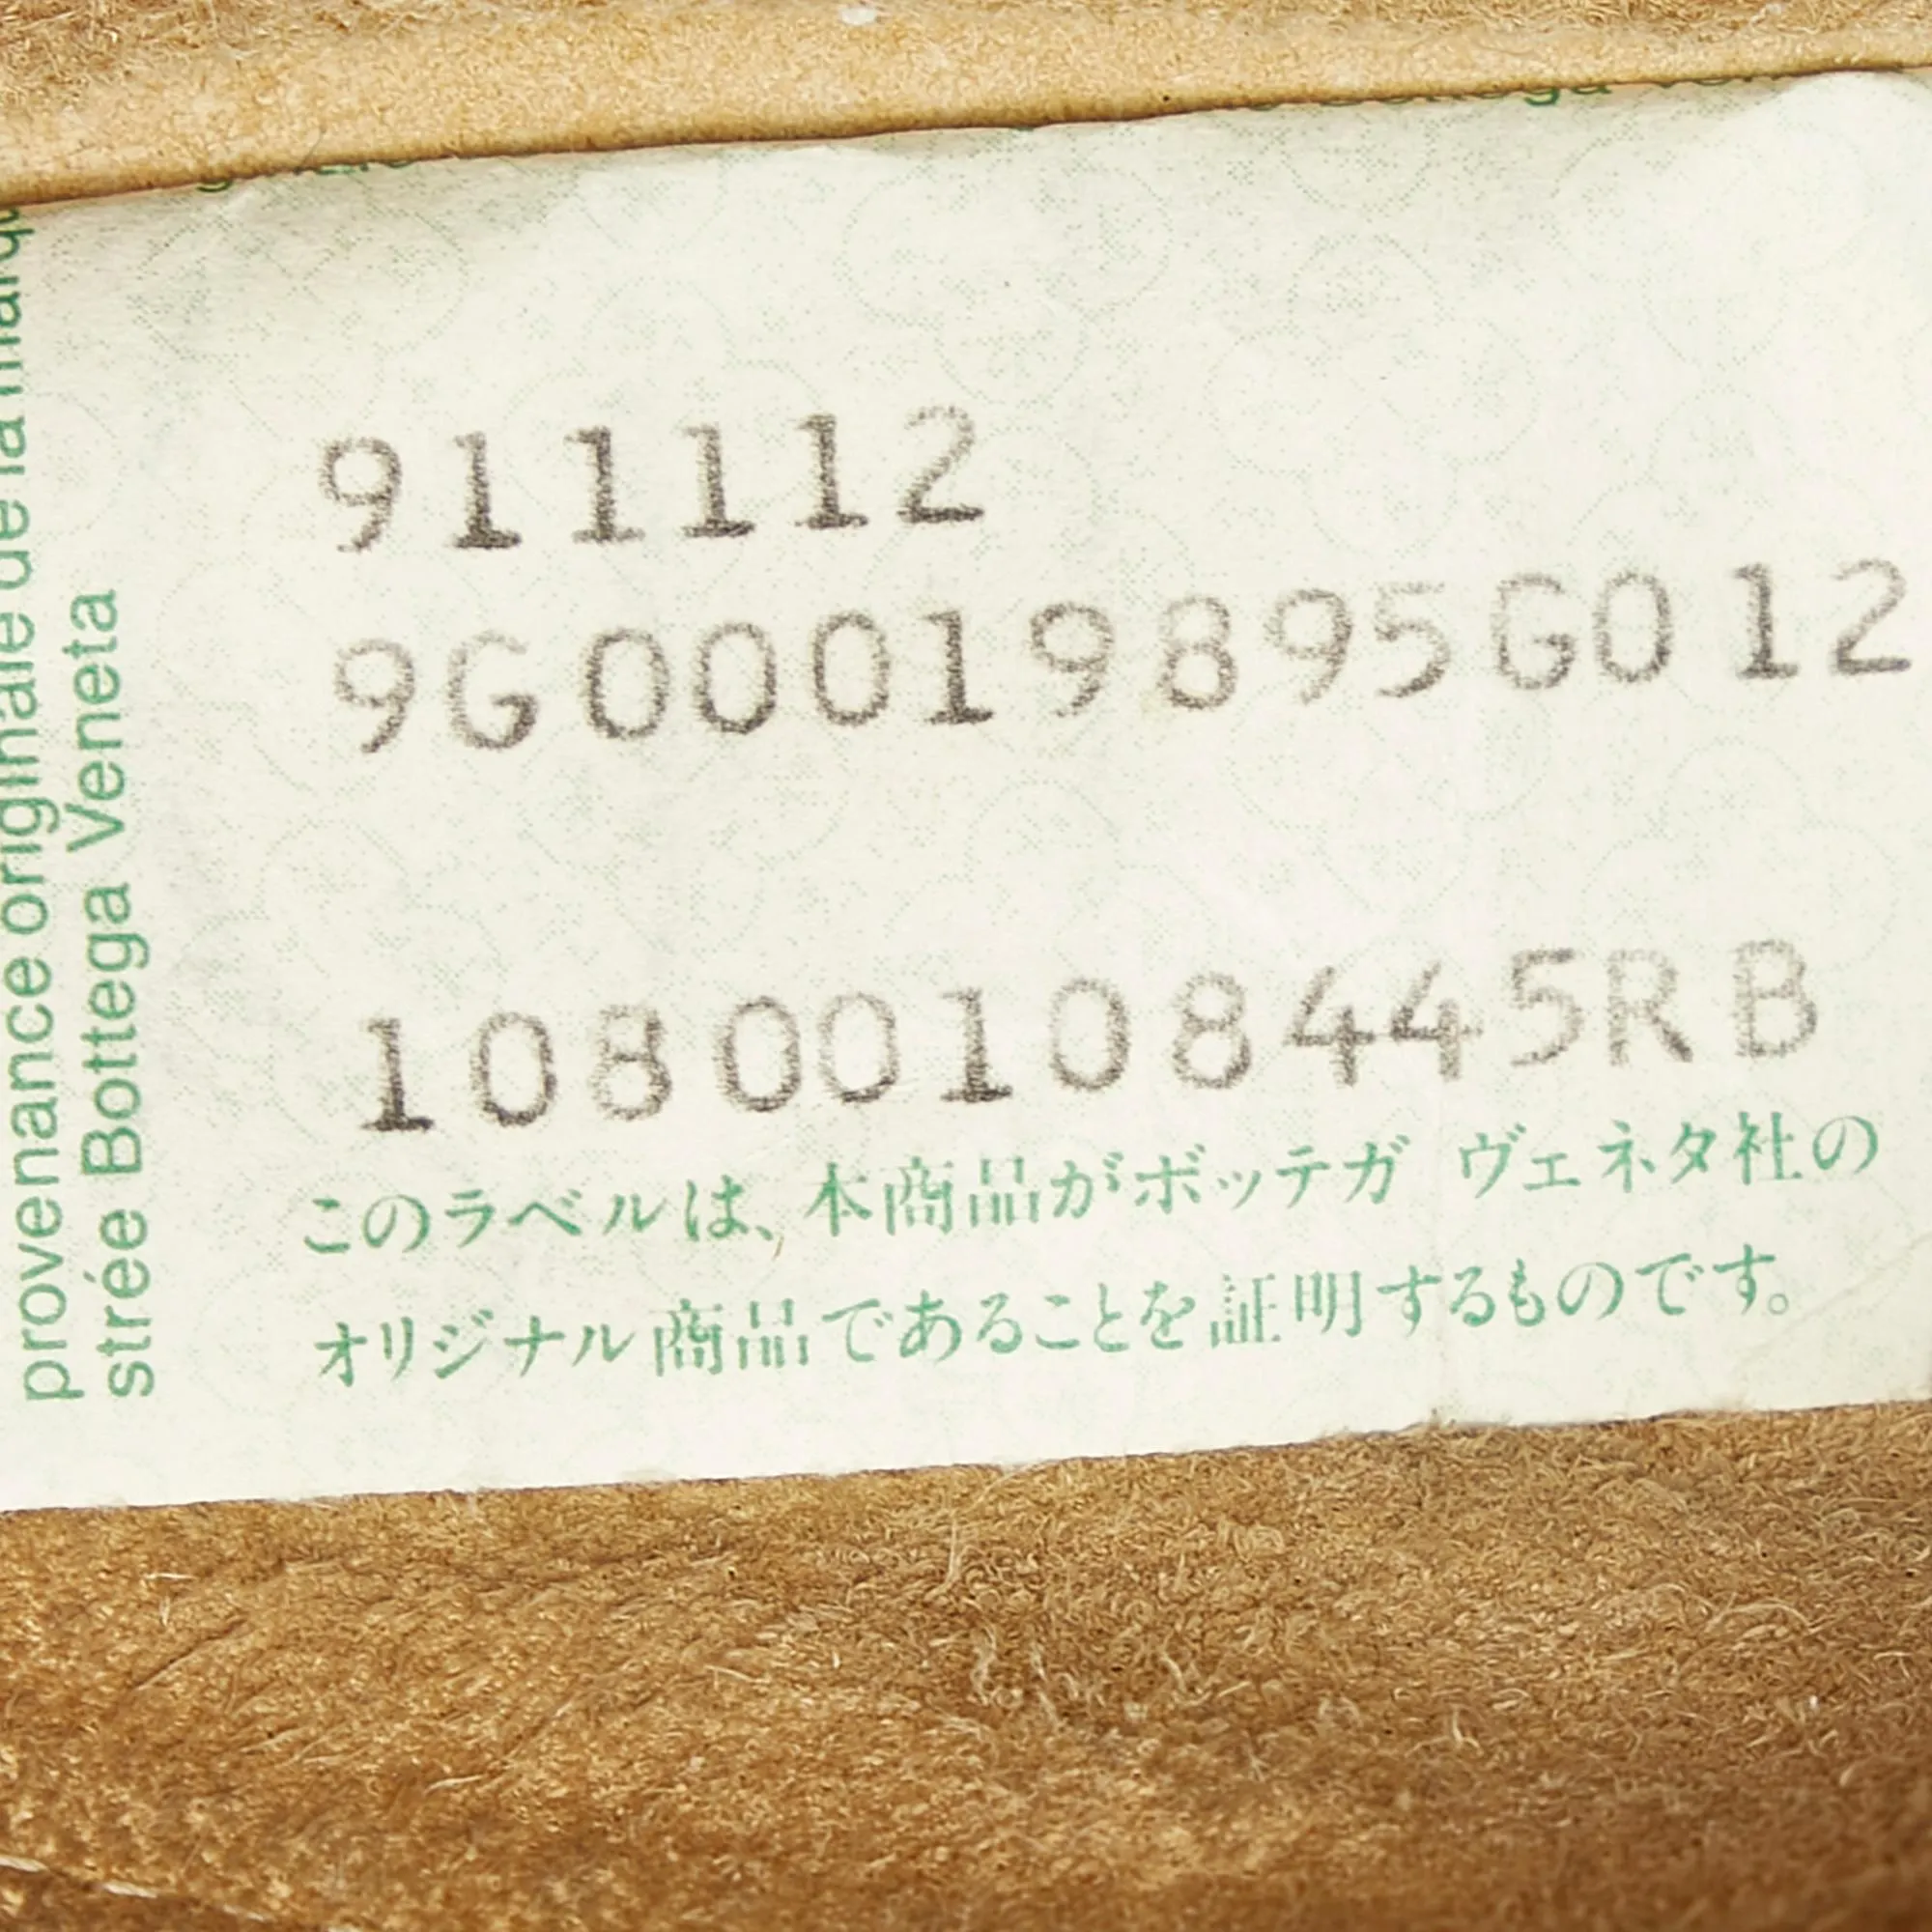 provenance originale de la
strée Bottega Veneta
911112
9G00019895G012
10800108445RB
このラベルは、本商品がボッテガ ヴェネタ社の
オリジナル商品であることを証明するものです。